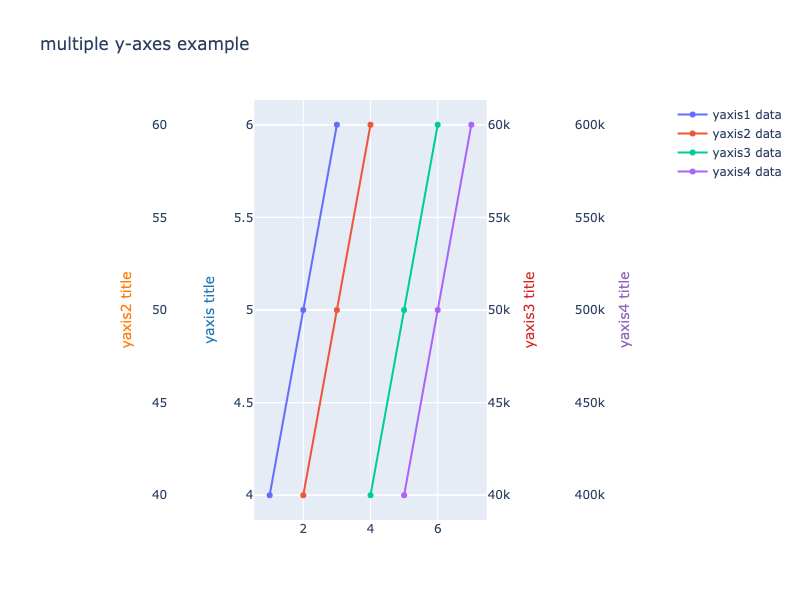 multiple y-axes example
yaxis1 data
yaxis2 data
yaxis3 data
yaxis4 data
60 6 60k 600k
55 5.5 55k 550k
50 5 50k 500k
45 4.5 45k 450k
40 4 40k 400k
yaxis2 title
yaxis title
yaxis3 title
yaxis4 title
2 4 6